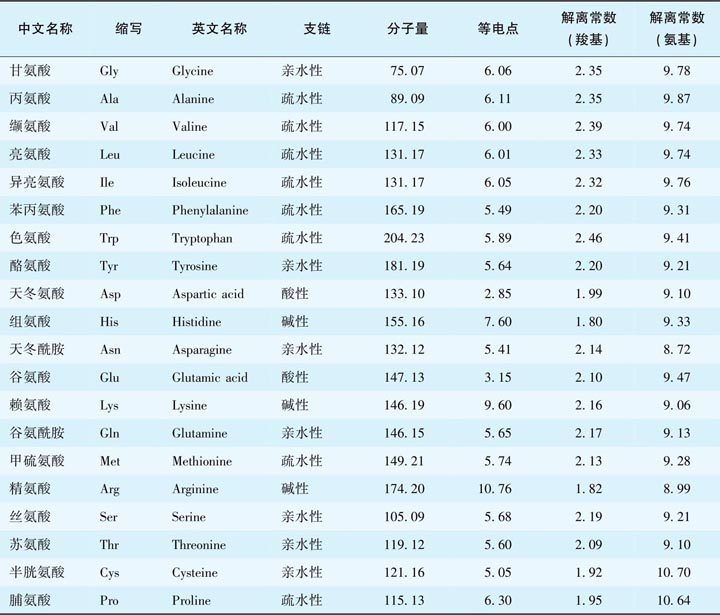 中文名称 缩写 英文名称 支链 分子量 等电点 解离常数(羧基) 解离常数(氨基)
甘氨酸 Gly Glycine 亲水性 75.07 6.06 2.35 9.78
丙氨酸 Ala Alanine 疏水性 89.09 6.11 2.35 9.87
缬氨酸 Val Valine 疏水性 117.15 6.00 2.39 9.74
亮氨酸 Leu Leucine 疏水性 131.17 6.01 2.33 9.74
异亮氨酸 Ile Isoleucine 疏水性 131.17 6.05 2.32 9.76
苯丙氨酸 Phe Phenylalanine 疏水性 165.19 5.49 2.20 9.31
色氨酸 Trp Tryptophan 疏水性 204.23 5.89 2.46 9.41
酪氨酸 Tyr Tyrosine 亲水性 181.19 5.64 2.20 9.21
天冬氨酸 Asp Aspartic acid 酸性 133.10 2.85 1.99 9.10
组氨酸 His Histidine 碱性 155.16 7.60 1.80 9.33
天冬酰胺 Asn Asparagine 亲水性 132.12 5.41 2.14 8.72
谷氨酸 Glu Glutamic acid 酸性 147.13 3.15 2.10 9.47
赖氨酸 Lys Lysine 碱性 146.19 9.60 2.16 9.06
谷氨酰胺 Gln Glutamine 亲水性 146.15 5.65 2.17 9.13
甲硫氨酸 Met Methionine 疏水性 149.21 5.74 2.13 9.28
精氨酸 Arg Arginine 碱性 174.20 10.76 1.82 8.99
丝氨酸 Ser Serine 亲水性 105.09 5.68 2.19 9.21
苏氨酸 Thr Threonine 亲水性 119.12 5.60 2.09 9.10
半胱氨酸 Cys Cysteine 亲水性 121.16 5.05 1.92 10.70
脯氨酸 Pro Proline 疏水性 115.13 6.30 1.95 10.64